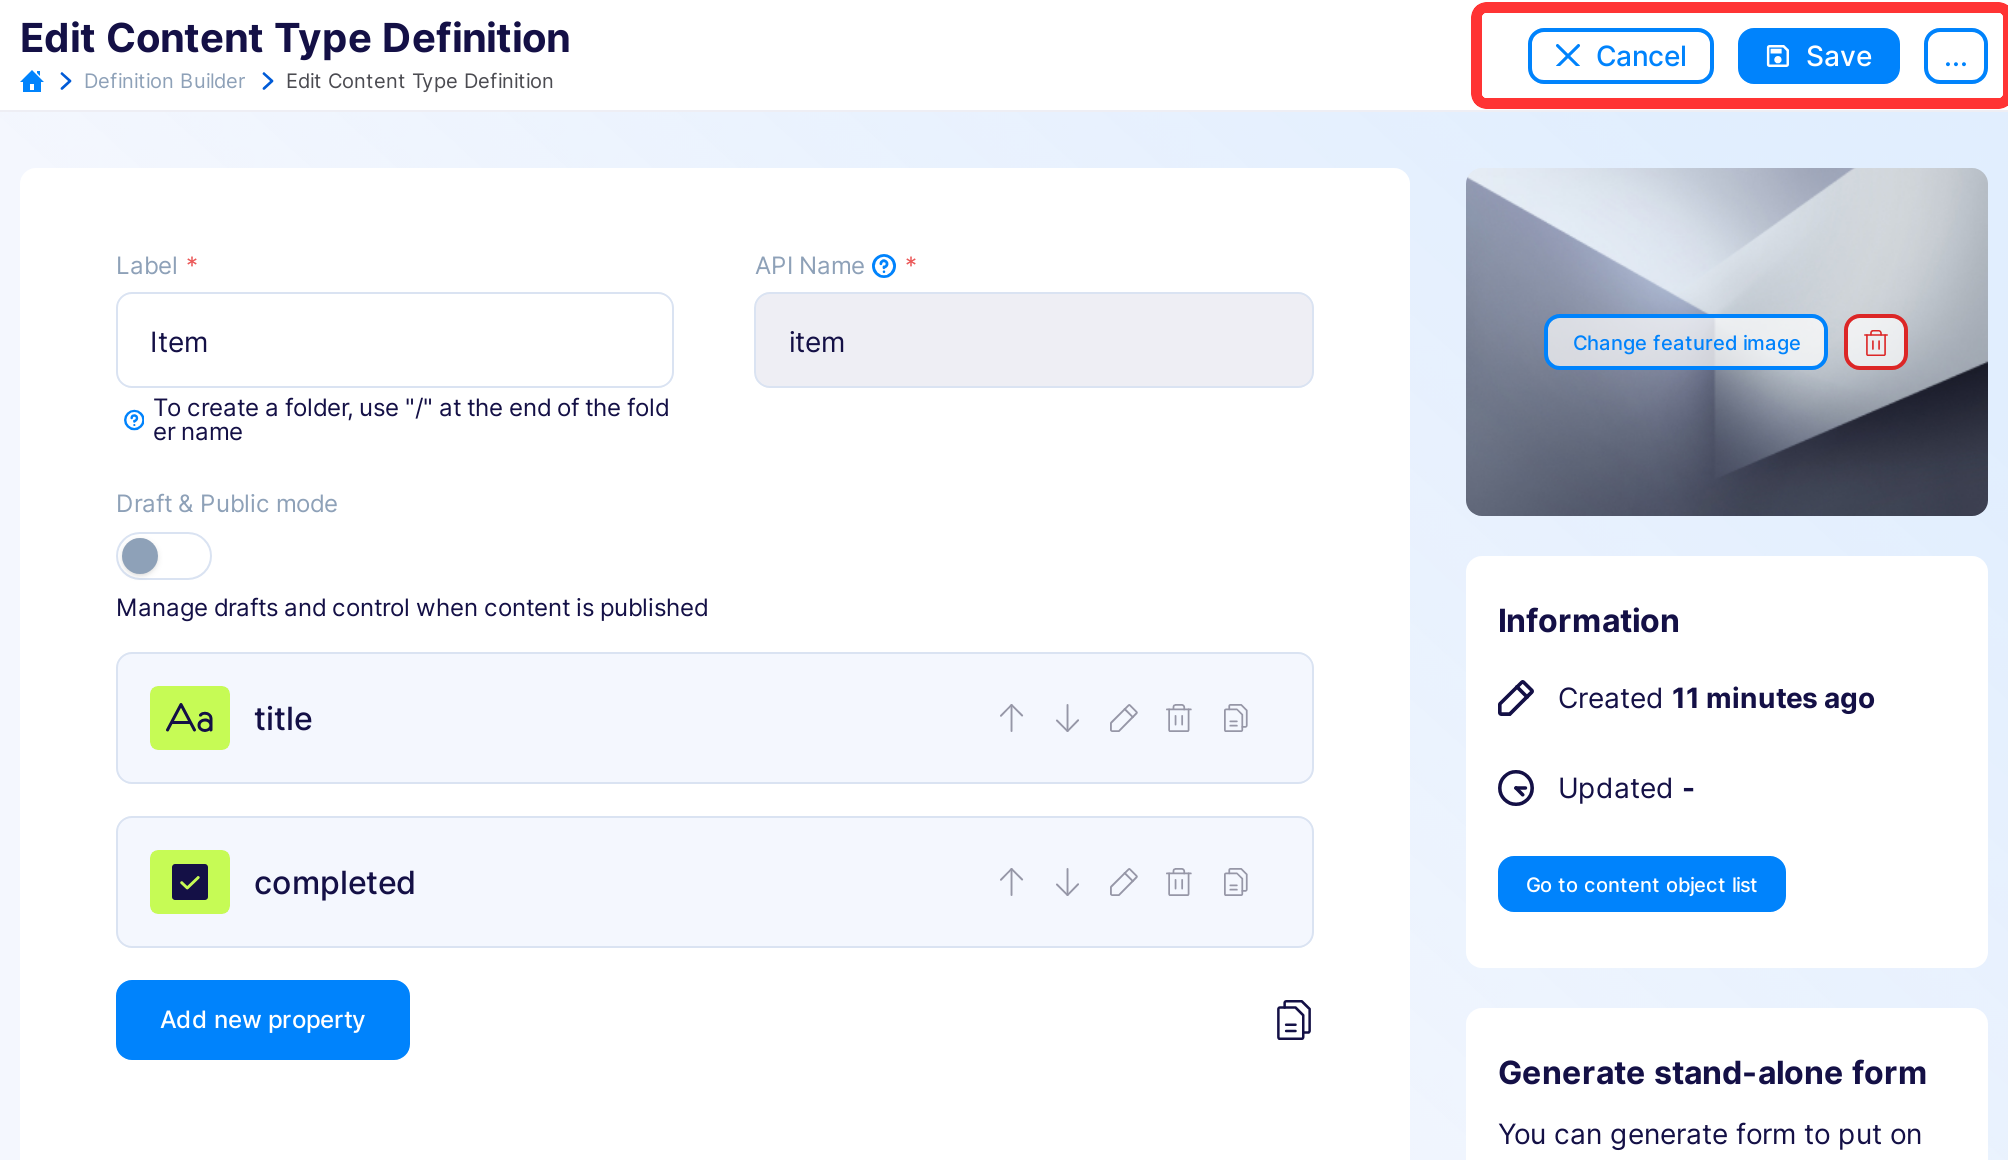 Edit Content Type Definition
Definition Builder Edit Content Type Definition
Cancel
Save
...
Label *
API Name *
Item
item
To create a folder, use "/" at the end of the fold
er name
Draft & Public mode
Manage drafts and control when content is published
Aa title
completed
Add new property
Change featured image
Information
Created 11 minutes ago
Updated -
Go to content object list
Generate stand-alone form
You can generate form to put on